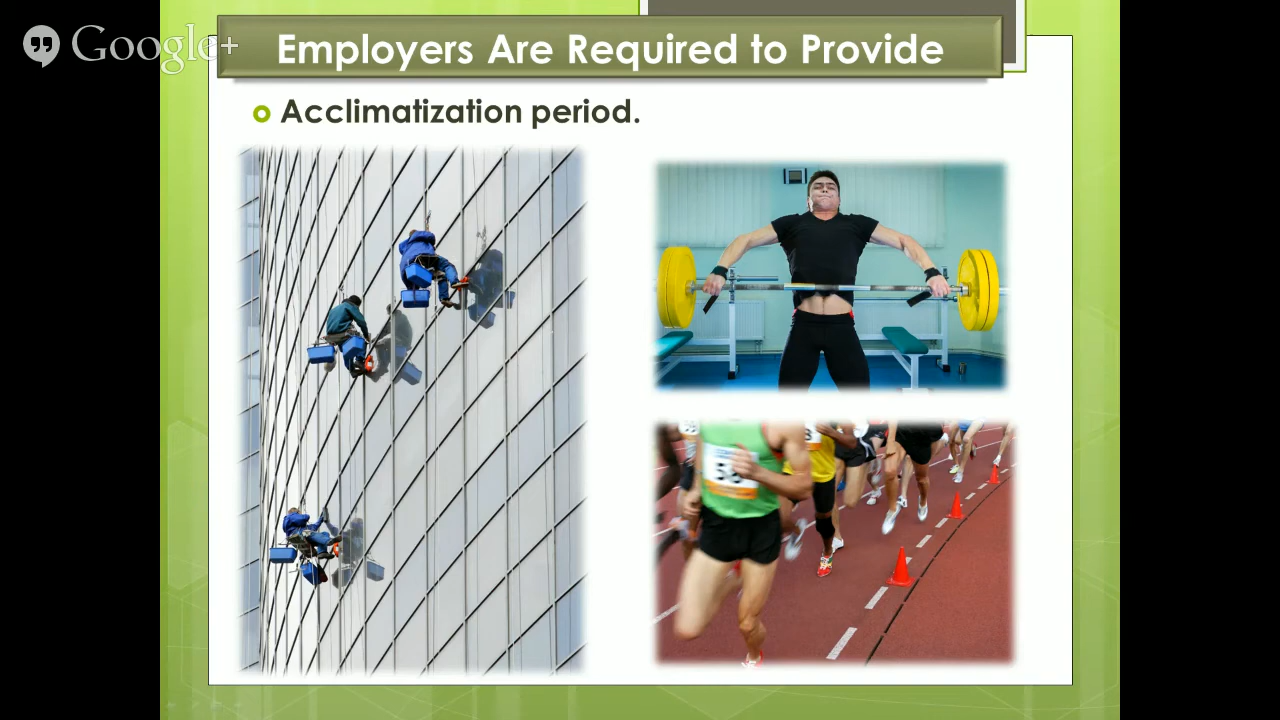 Google+
Employers Are Required to Provide
Acclimatization period.